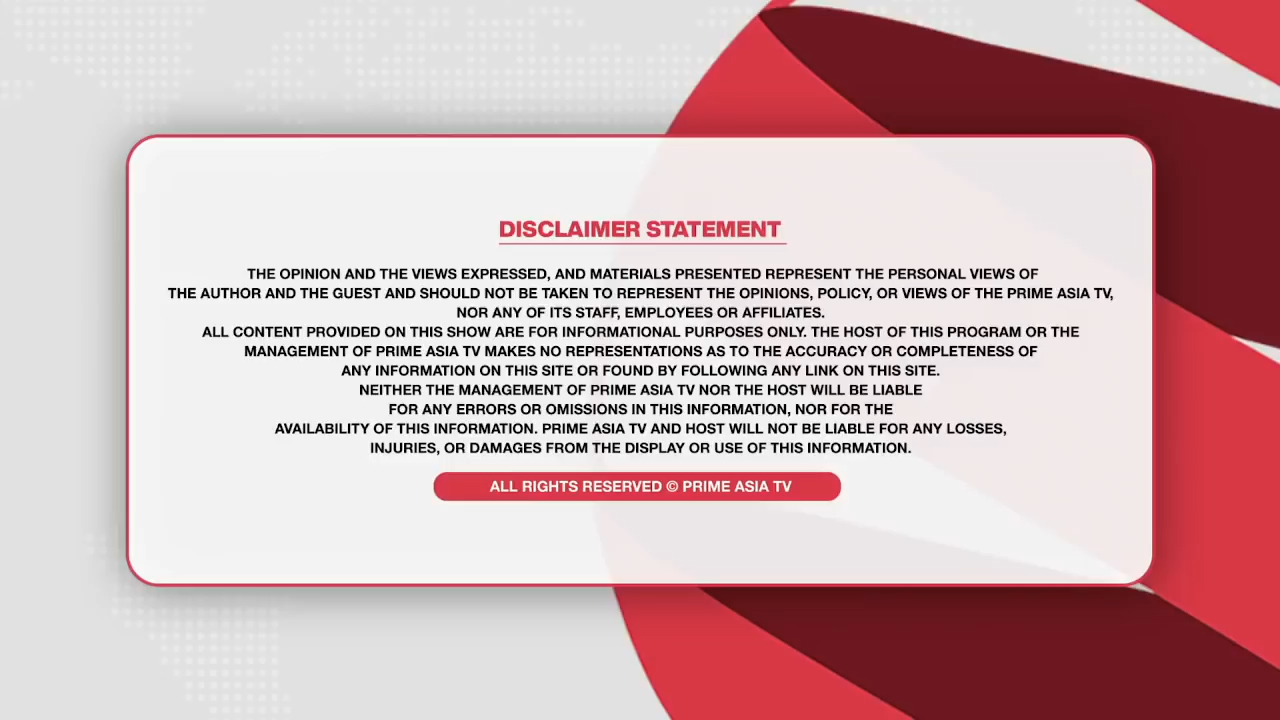 DISCLAIMER STATEMENT
THE OPINION AND THE VIEWS EXPRESSED, AND MATERIALS PRESENTED REPRESENT THE PERSONAL VIEWS OF
THE AUTHOR AND THE GUEST AND SHOULD NOT BE TAKEN TO REPRESENT THE OPINIONS, POLICY, OR VIEWS OF THE PRIME ASIA TV,
NOR ANY OF ITS STAFF, EMPLOYEES OR AFFILIATES.
ALL CONTENT PROVIDED ON THIS SHOW ARE FOR INFORMATIONAL PURPOSES ONLY. THE HOST OF THIS PROGRAM OR THE
MANAGEMENT OF PRIME ASIA TV MAKES NO REPRESENTATIONS AS TO THE ACCURACY OR COMPLETENESS OF
ANY INFORMATION ON THIS SITE OR FOUND BY FOLLOWING ANY LINK ON THIS SITE.
NEITHER THE MANAGEMENT OF PRIME ASIA TV NOR THE HOST WILL BE LIABLE
FOR ANY ERRORS OR OMISSIONS IN THIS INFORMATION, NOR FOR THE
AVAILABILITY OF THIS INFORMATION. PRIME ASIA TV AND HOST WILL NOT BE LIABLE FOR ANY LOSSES,
INJURIES, OR DAMAGES FROM THE DISPLAY OR USE OF THIS INFORMATION.
ALL RIGHTS RESERVED © PRIME ASIA TV